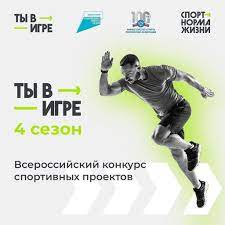 ТЫ В
ИГРЕ
СПОРТ
НОРМА
ЖИЗНИ
ТЫ В
ИГРЕ
4 сезон
Всероссийский конкурс
спортивных проектов